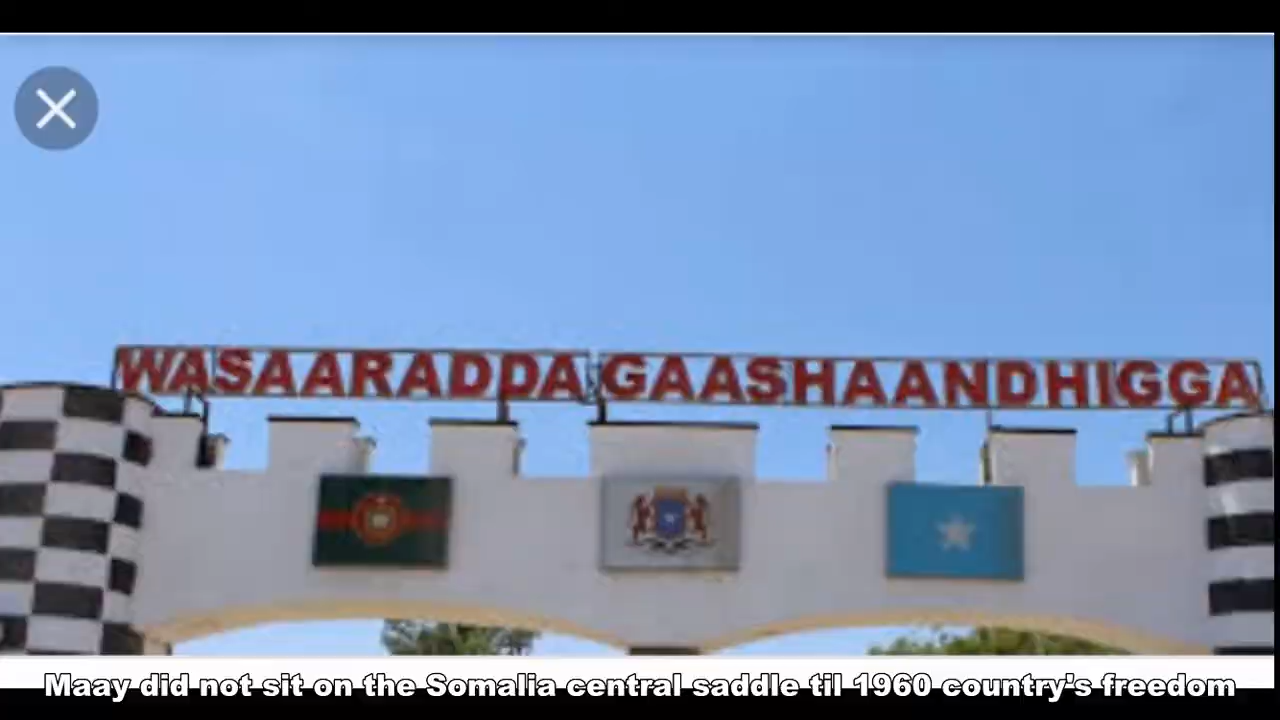 WASAARADDA GAASHAANDHIGGA
Maay did not sit on the Somalia central saddle til 1960 country's freedom